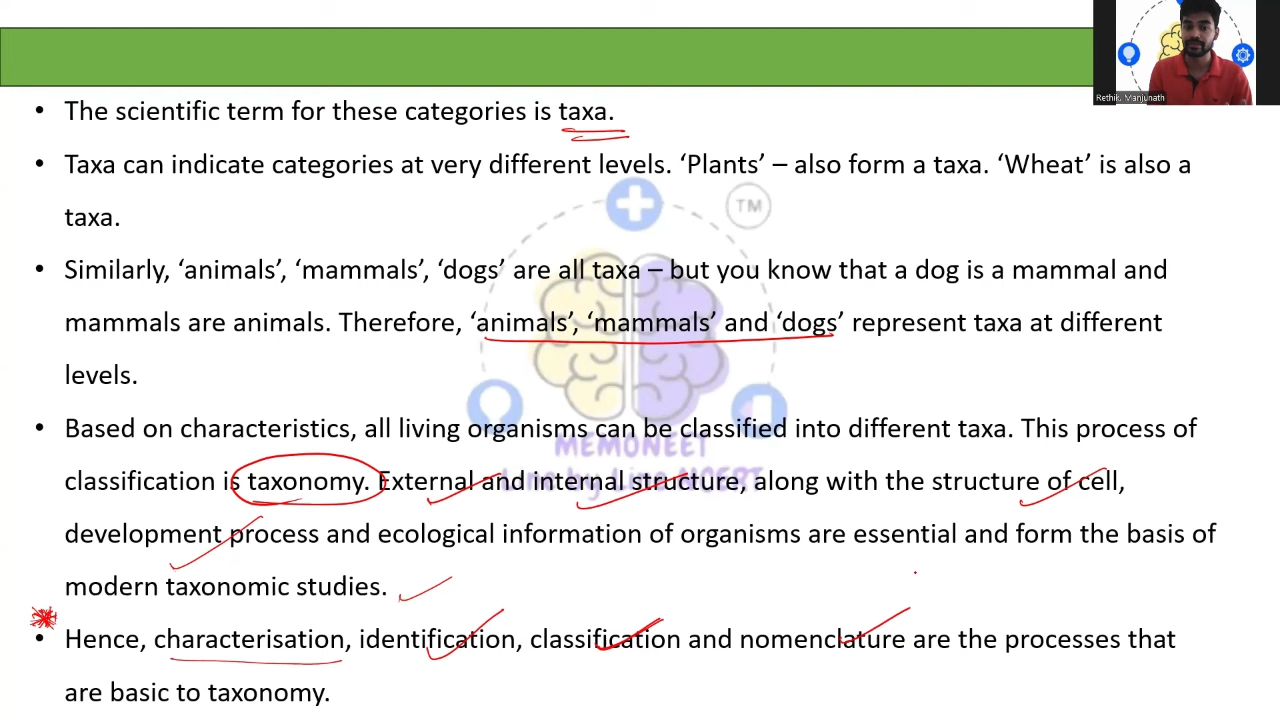 Rethik. Manjunath
• The scientific term for these categories is taxa.
• Taxa can indicate categories at very different levels. ‘Plants’ – also form a taxa. ‘Wheat’ is also a
taxa.
TM
• Similarly, ‘animals’, ‘mammals’, ‘dogs’ are all taxa – but you know that a dog is a mammal and
mammals are animals. Therefore, ‘animals’, ‘mammals’ and ‘dogs’ represent taxa at different
levels.
• Based on characteristics, all living organisms can be classified into different taxa. This process of
MEMONEET
classification is taxonomy. External and internal structure, along with the structure of cell,
Line by Line NCERT
development process and ecological information of organisms are essential and form the basis of
modern taxonomic studies.
• Hence, characterisation, identification, classification and nomenclature are the processes that
are basic to taxonomy.